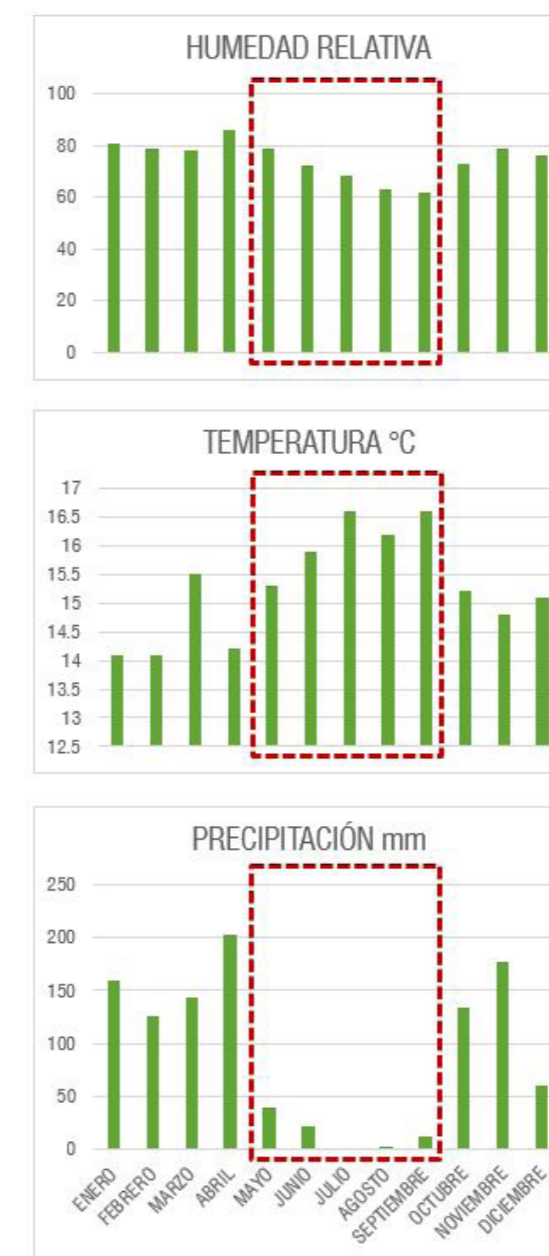 HUMEDAD RELATIVA
100
80
60
40
20
0
TEMPERATURA °C
17
16.5
16
15.5
15
14.5
14
13.5
13
12.5
PRECIPITACIÓN mm
250
200
150
100
50
0
ENERO
FEBRERO
MARZO
ABRIL
MAYO
JUNIO
JULIO
AGOSTO
SEPTIEMBRE
OCTUBRE
NOVIEMBRE
DICIEMBRE